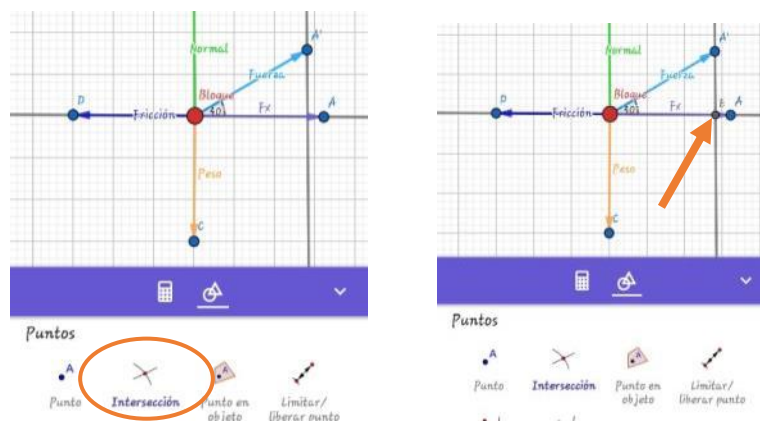 A'
Normal
Fuerza
D
Bloque
30°
Fricción
Fx
A
Peso
C
Puntos
A
A
Punto
Intersección
Punto en
objeto
Limitar/
liberar punto
A'
Normal
Fuerza
D
Bloque
30°
Fricción
Fx
B
A
Peso
C
Puntos
A
A
Punto
Intersección
Punto en
objeto
Limitar/
liberar punto